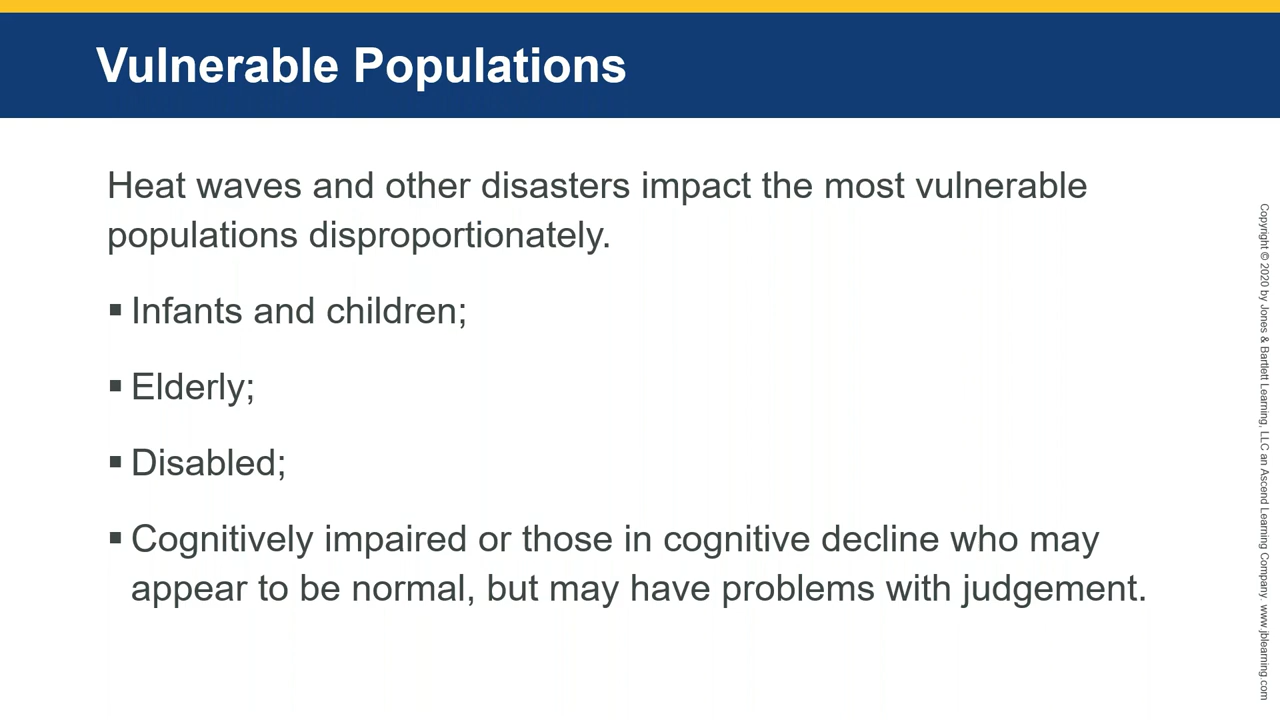 Vulnerable Populations
Heat waves and other disasters impact the most vulnerable
populations disproportionately.
▪ Infants and children;
▪ Elderly;
▪ Disabled;
▪ Cognitively impaired or those in cognitive decline who may
appear to be normal, but may have problems with judgement.
Copyright © 2020 by Jones & Bartlett Learning, LLC an Ascend Learning Company. www.jblearning.com